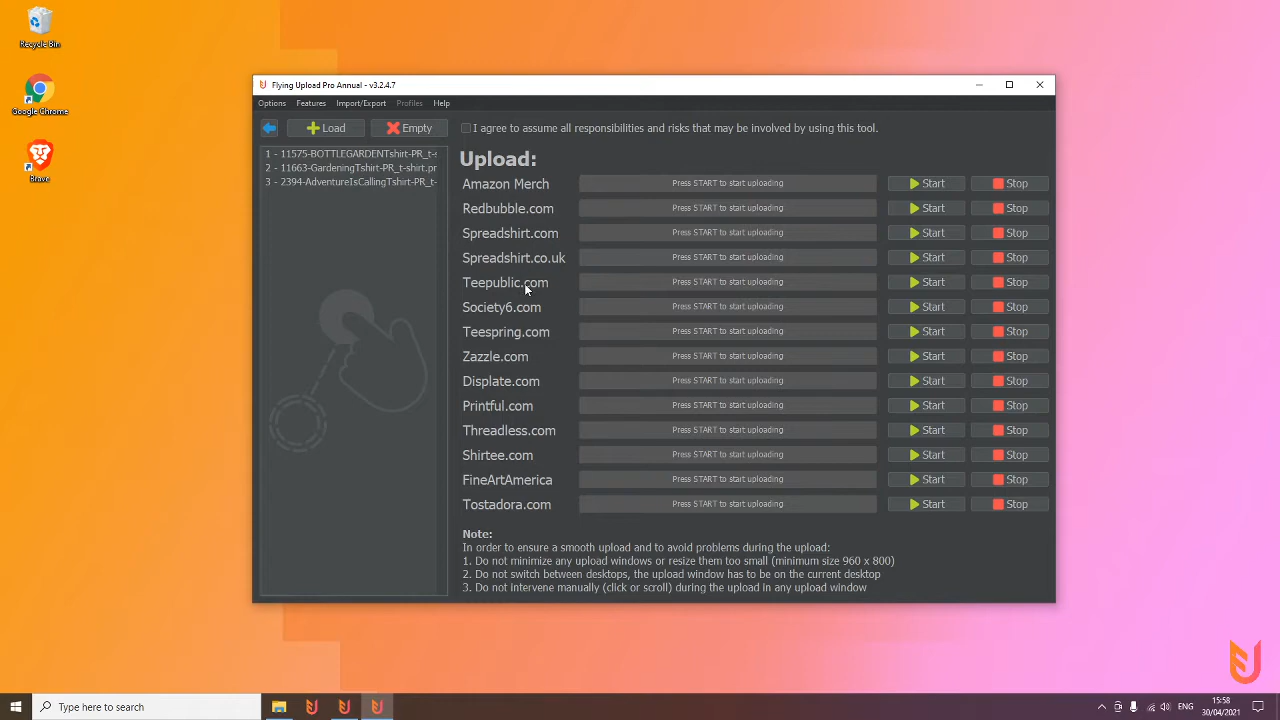 Recycle Bin
Google Chrome
Brave
Flying Upload Pro Annual - v3.2.4.7
Options Features Import/Export Profiles Help
Load Empty
I agree to assume all responsibilities and risks that may be involved by using this tool.
1 - 11575-BOTTLEGARDENTshirt-PR_t-s
2 - 11663-GardeningTshirt-PR_t-shirt.pr
3 - 2394-AdventureIsCallingTshirt-PR_t-
Upload:
Amazon Merch Press START to start uploading Start Stop
Redbubble.com Press START to start uploading Start Stop
Spreadshirt.com Press START to start uploading Start Stop
Spreadshirt.co.uk Press START to start uploading Start Stop
Teepublic.com Press START to start uploading Start Stop
Society6.com Press START to start uploading Start Stop
Teespring.com Press START to start uploading Start Stop
Zazzle.com Press START to start uploading Start Stop
Displate.com Press START to start uploading Start Stop
Printful.com Press START to start uploading Start Stop
Threadless.com Press START to start uploading Start Stop
Shirtee.com Press START to start uploading Start Stop
FineArtAmerica Press START to start uploading Start Stop
Tostadora.com Press START to start uploading Start Stop
Note:
In order to ensure a smooth upload and to avoid problems during the upload:
1. Do not minimize any upload windows or resize them too small (minimum size 960 x 800)
2. Do not switch between desktops, the upload window has to be on the current desktop
3. Do not intervene manually (click or scroll) during the upload in any upload window
Type here to search
ENG
15:58
30/04/2021